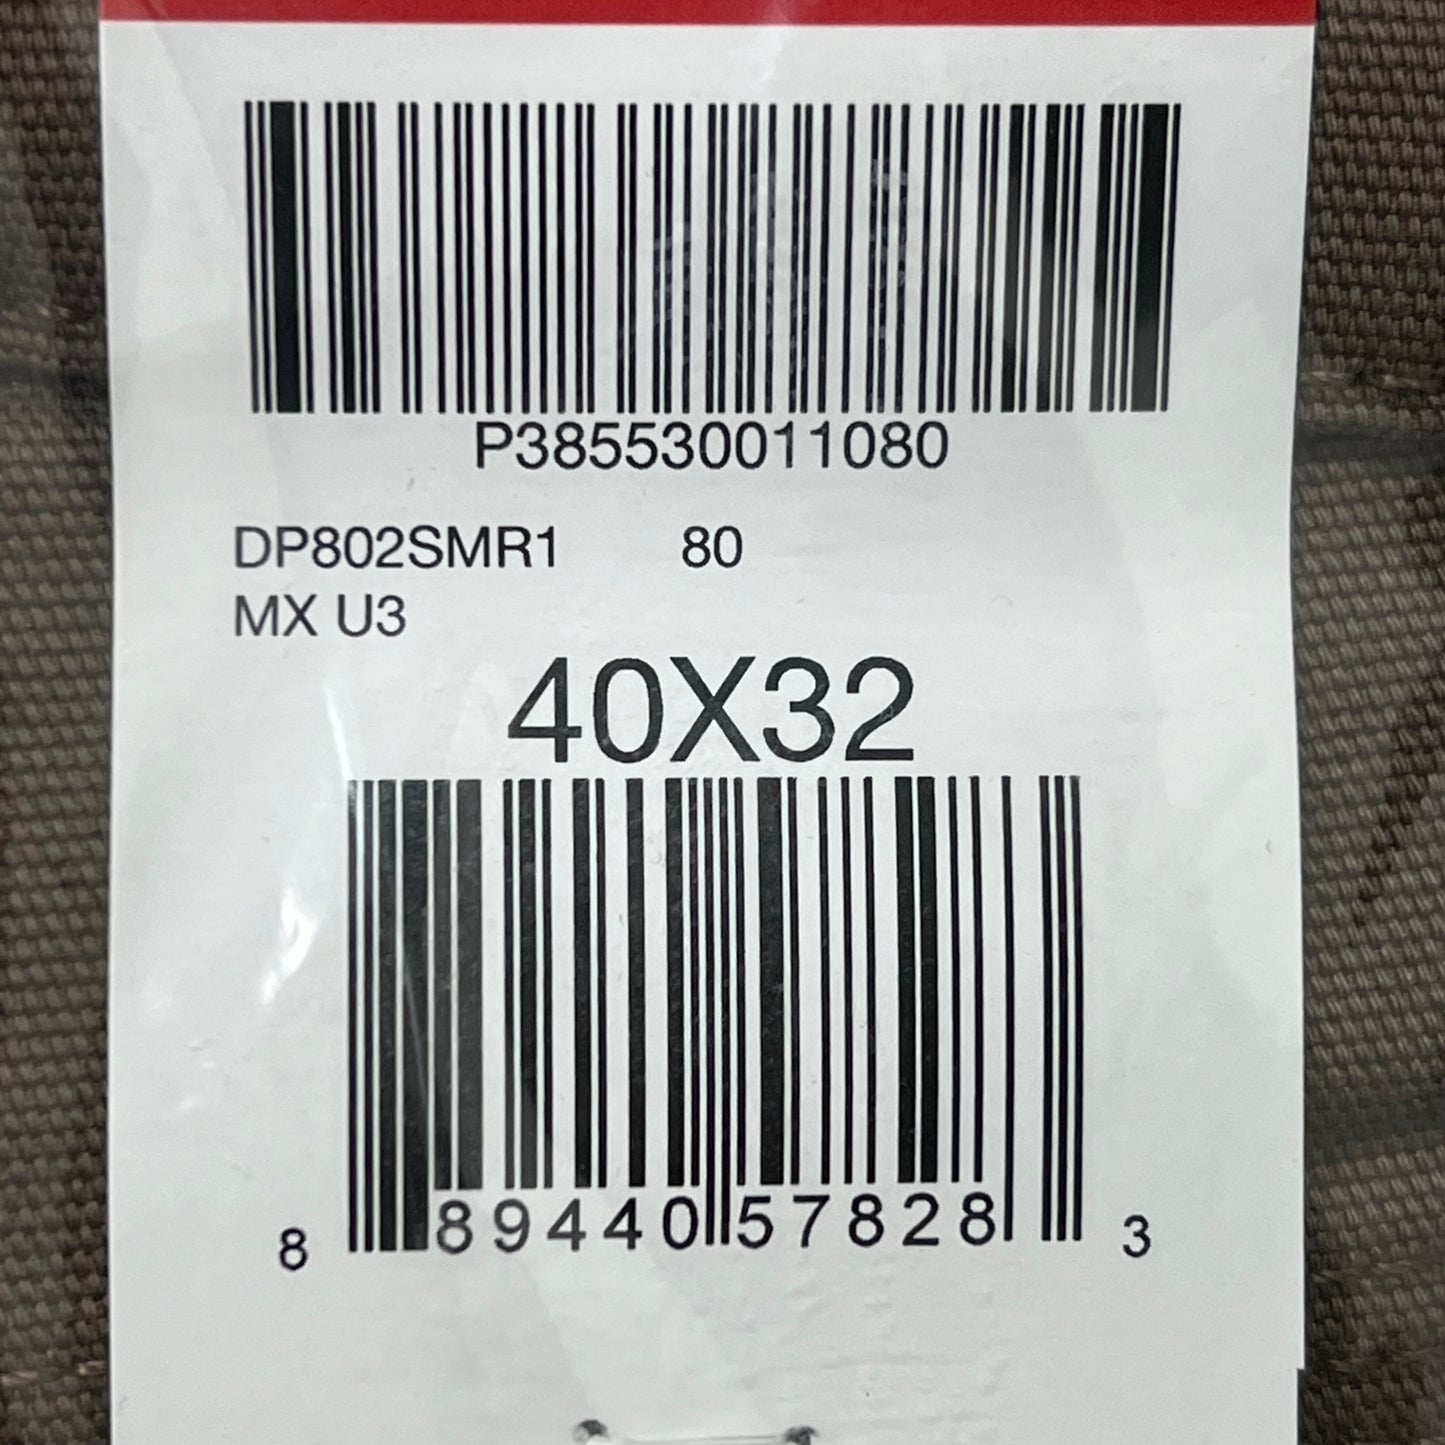 P385530011080
DP802SMR1 80
MX U3
40X32
8 89440 57828 3